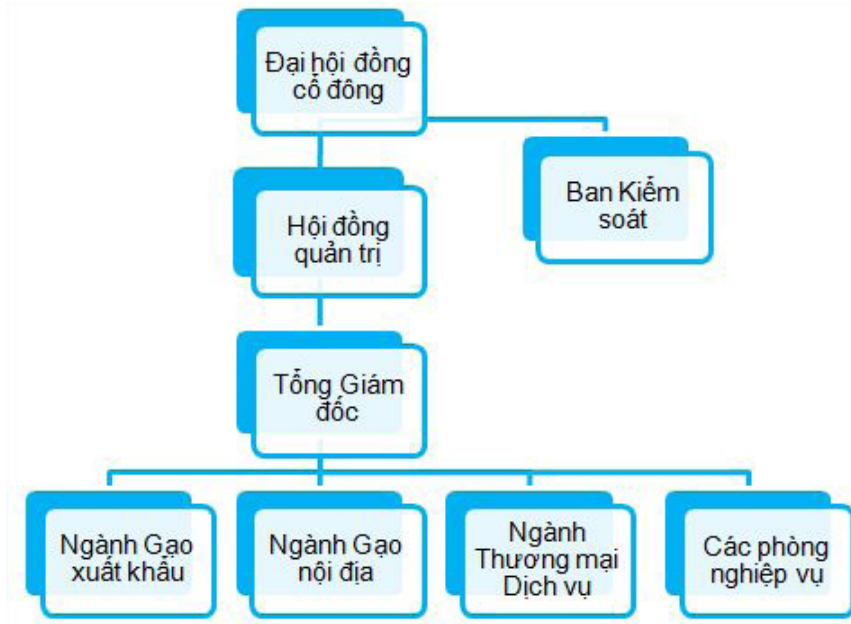 Đại hội đồng
cổ đông
Ban Kiểm
soát
Hội đồng
quản trị
Tổng Giám
đốc
Ngành Gạo
xuất khẩu
Ngành Gạo
nội địa
Ngành
Thương mại
Dịch vụ
Các phòng
nghiệp vụ